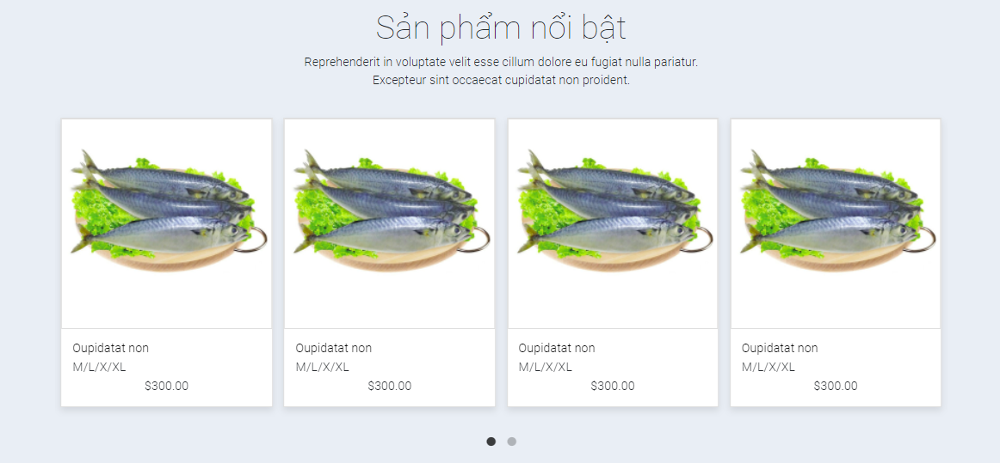 Sản phẩm nổi bật
Reprehenderit in voluptate velit esse cillum dolore eu fugiat nulla pariatur.
Excepteur sint occaecat cupidatat non proident.
Oupidatat non
M/L/X/XL
$300.00
Oupidatat non
M/L/X/XL
$300.00
Oupidatat non
M/L/X/XL
$300.00
Oupidatat non
M/L/X/XL
$300.00